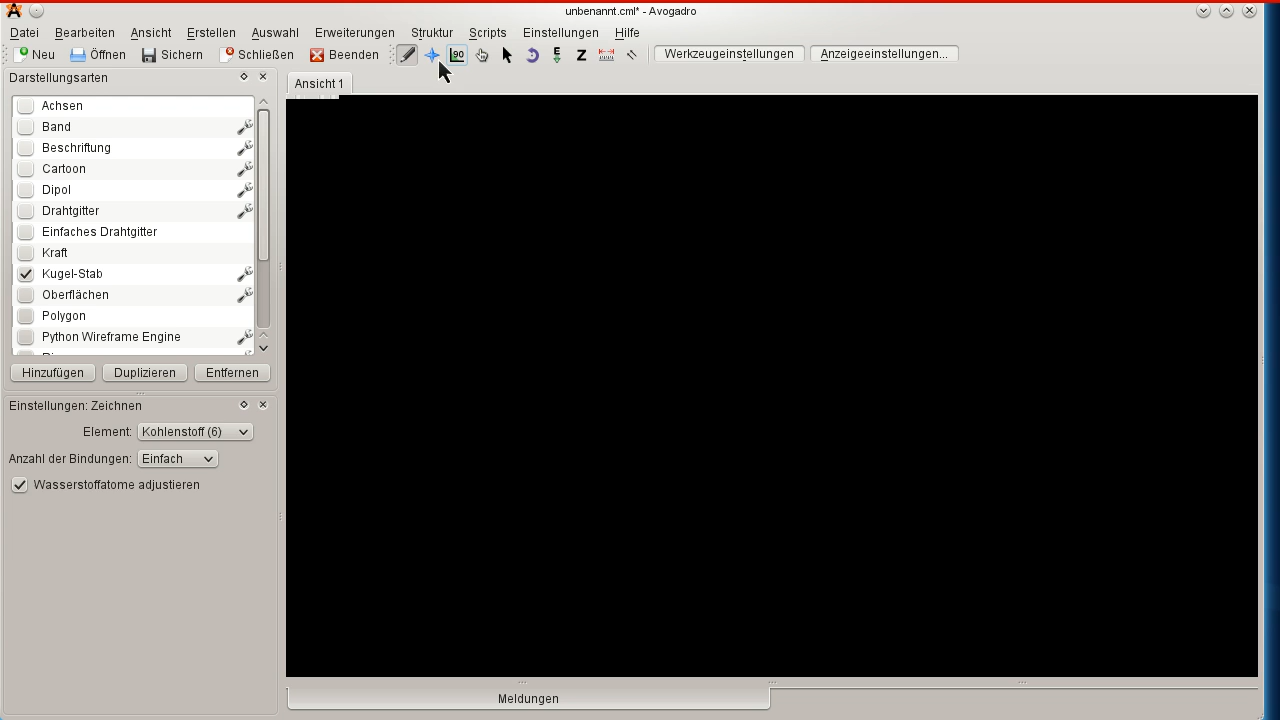 unbenannt.cml* - Avogadro
Datei Bearbeiten Ansicht Erstellen Auswahl Erweiterungen Struktur Scripts Einstellungen Hilfe
Neu Öffnen Sichern Schließen Beenden 90 E Z Werkzeugeinstellungen Anzeigeeinstellungen...
Darstellungsarten
Ansicht 1
Achsen
Band
Beschriftung
Cartoon
Dipol
Drahtgitter
Einfaches Drahtgitter
Kraft
Kugel-Stab
Oberflächen
Polygon
Python Wireframe Engine
Hinzufügen Duplizieren Entfernen
Einstellungen: Zeichnen
Element: Kohlenstoff (6)
Anzahl der Bindungen: Einfach
Wasserstoffatome adjustieren
Meldungen